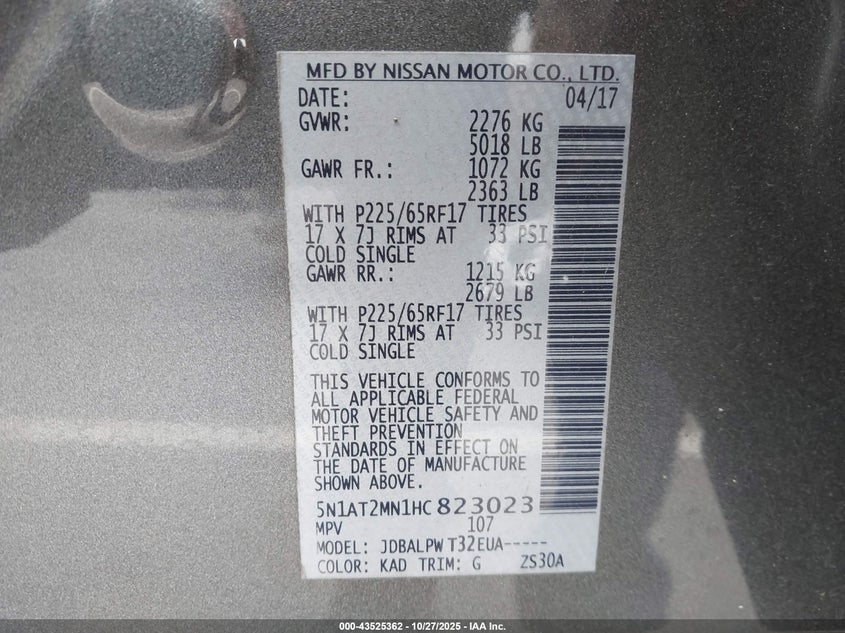 MFD BY NISSAN MOTOR CO., LTD.
DATE: 04/17
GVWR: 2276 KG
5018 LB
GAWR FR.: 1072 KG
2363 LB
WITH P225/65RF17 TIRES
17 X 7J RIMS AT 33 PSI
COLD SINGLE
GAWR RR.: 1215 KG
2679 LB
WITH P225/65RF17 TIRES
17 X 7J RIMS AT 33 PSI
COLD SINGLE
THIS VEHICLE CONFORMS TO
ALL APPLICABLE FEDERAL
MOTOR VEHICLE SAFETY AND
THEFT PREVENTION
STANDARDS IN EFFECT ON
THE DATE OF MANUFACTURE
SHOWN ABOVE.
5N1AT2MN1HC 823023
MPV 107
MODEL: JDBALPW T32EUA-----
COLOR: KAD TRIM: G ZS30A
000-43525362 | 10/27/2025 - IAA Inc.